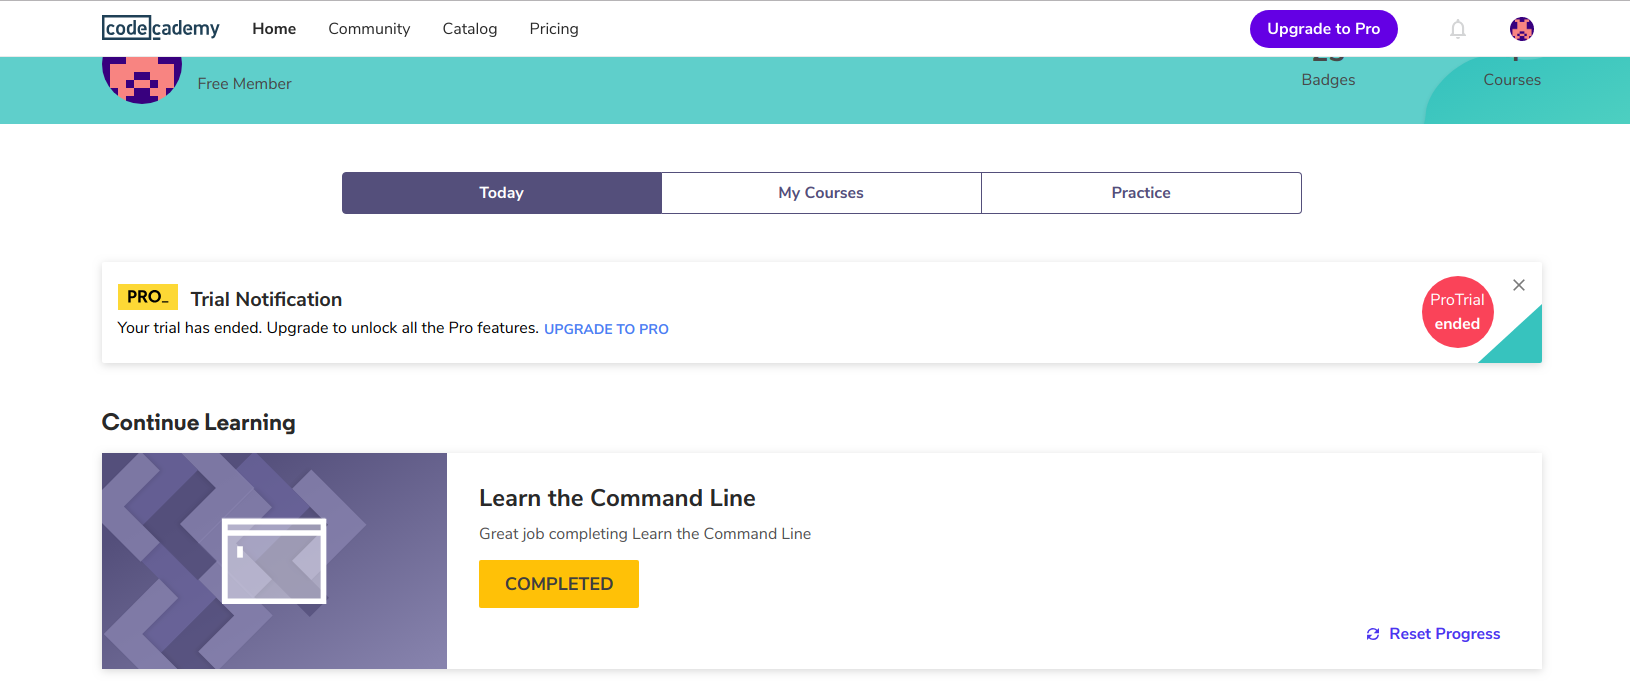 codecademy Home Community Catalog Pricing Upgrade to Pro
Free Member
Badges Courses
Today My Courses Practice
PRO_ Trial Notification
Your trial has ended. Upgrade to unlock all the Pro features. UPGRADE TO PRO
ProTrial
ended
Continue Learning
Learn the Command Line
Great job completing Learn the Command Line
COMPLETED
Reset Progress